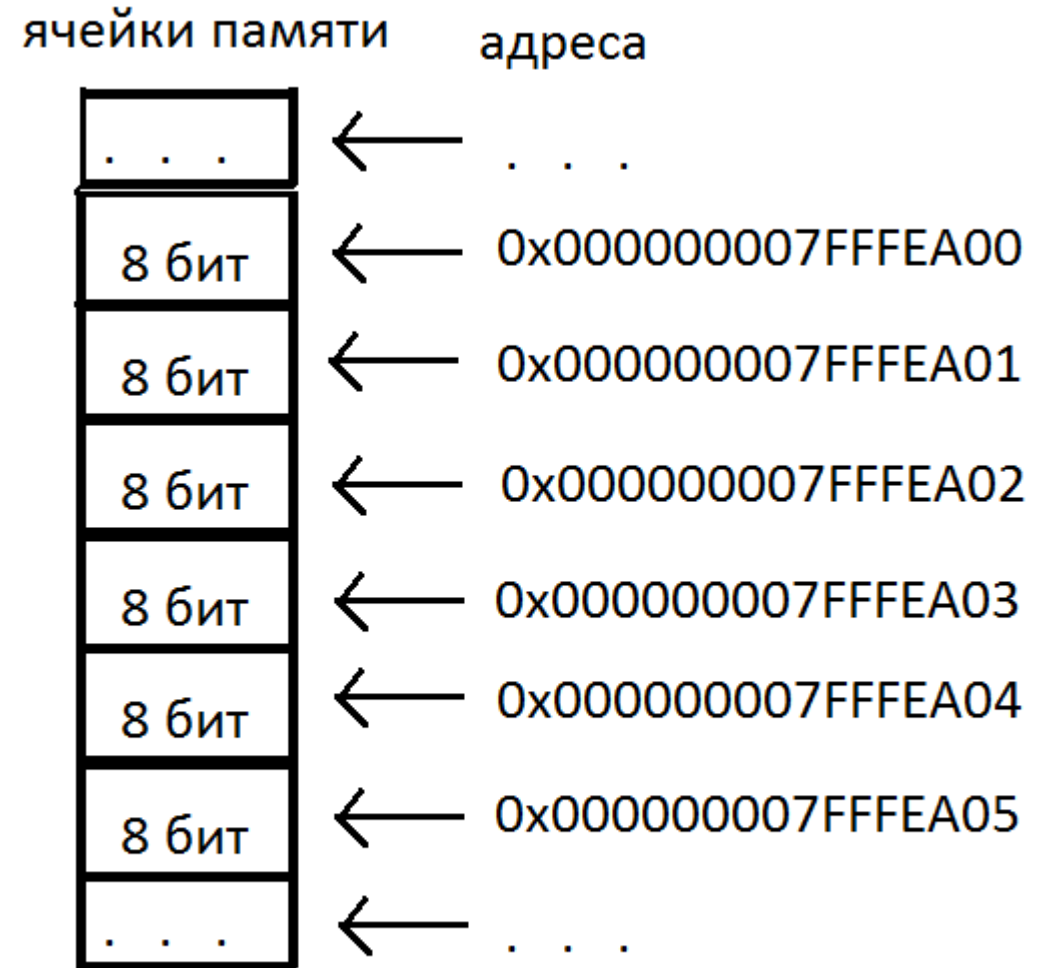 ячейки памяти адреса
. . . . . .
8 бит 0x000000007FFFEA00
8 бит 0x000000007FFFEA01
8 бит 0x000000007FFFEA02
8 бит 0x000000007FFFEA03
8 бит 0x000000007FFFEA04
8 бит 0x000000007FFFEA05
. . . . . .